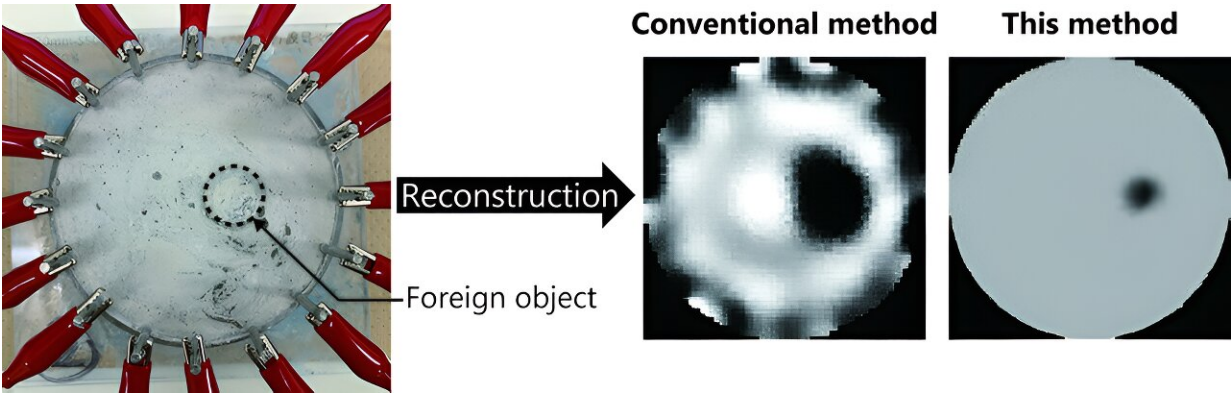 Conventional method
This method
Reconstruction
Foreign object